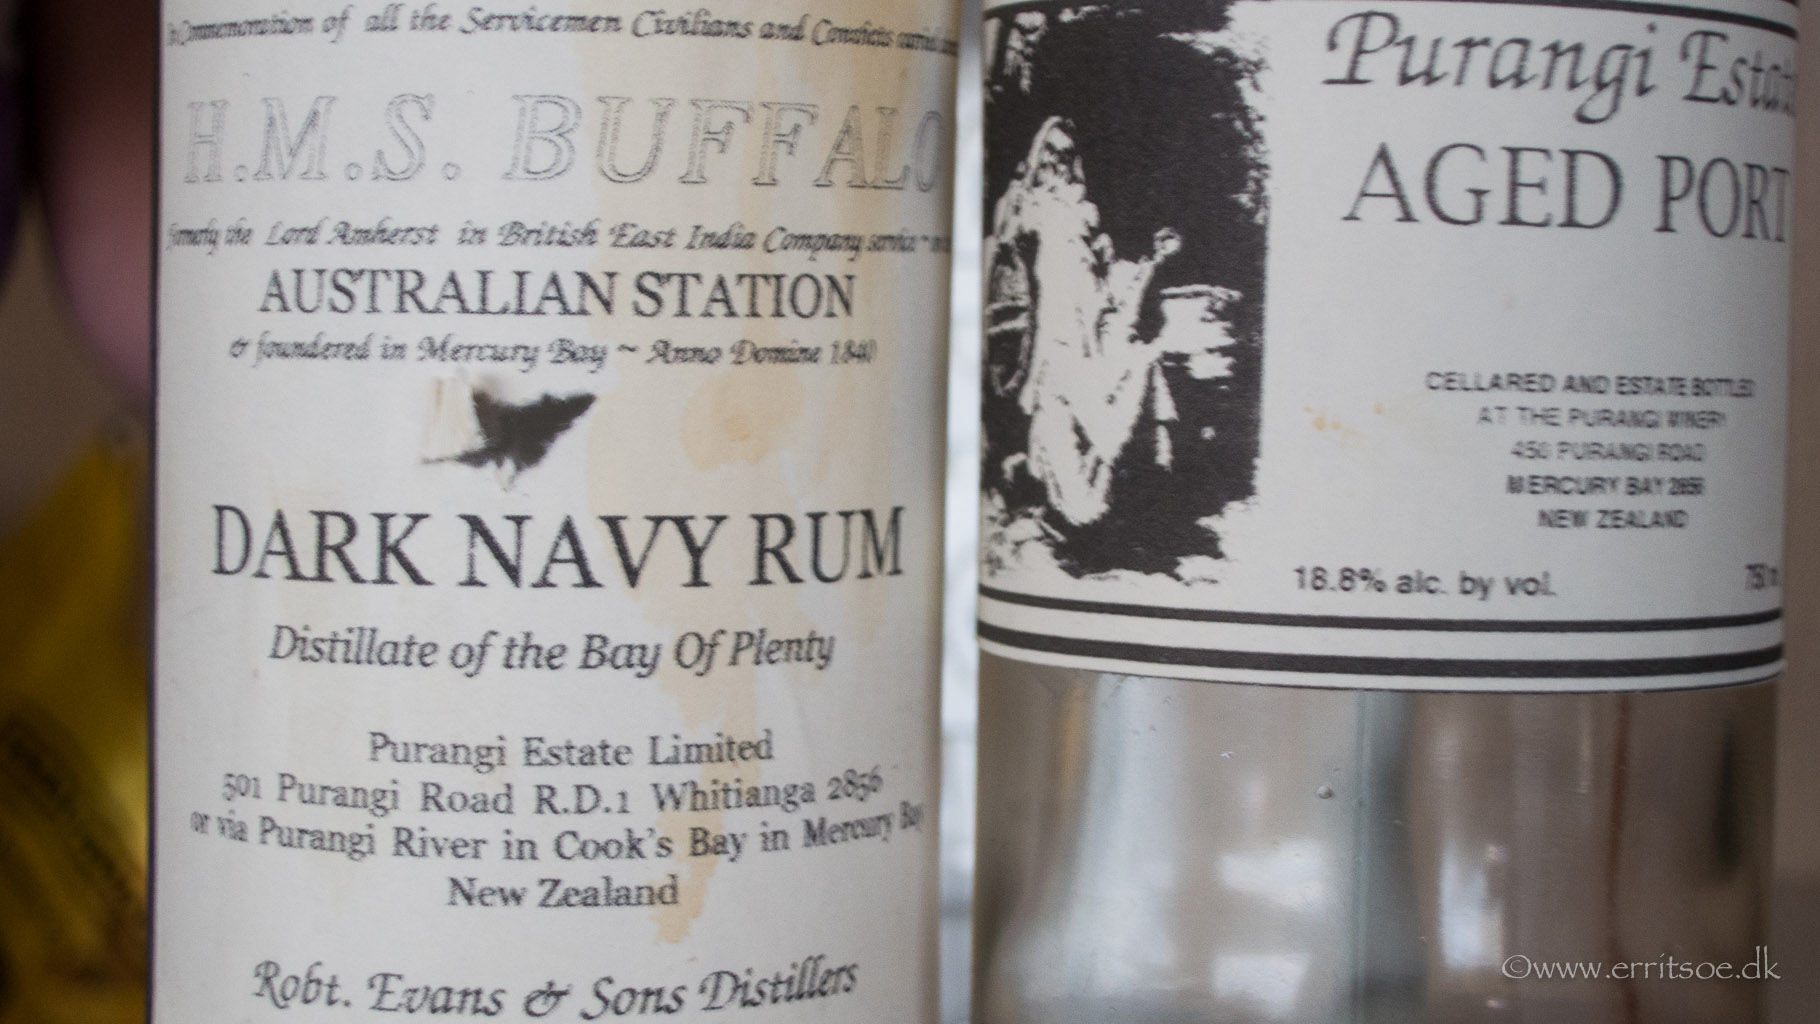 In Commemoration of all the Servicemen Civilians and Convicts carried
H.M.S. BUFFALO
formerly the Lord Amherst in British East India Company service ~
AUSTRALIAN STATION
& foundered in Mercury Bay ~ Anno Domine 1840
DARK NAVY RUM
Distillate of the Bay Of Plenty
Purangi Estate Limited
501 Purangi Road R.D.1 Whitianga 2856
or via Purangi River in Cook's Bay in Mercury Bay
New Zealand
Robt. Evans & Sons Distillers
Purangi Estate
AGED PORT
CELLARED AND ESTATE BOTTLED
AT THE PURANGI WINERY
450 PURANGI ROAD
MERCURY BAY 2856
NEW ZEALAND
18.8% alc. by vol.
750m
©www.erritsoe.dk